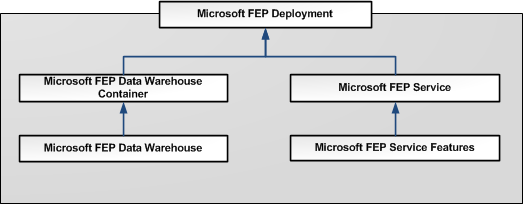 Microsoft FEP Deployment
Microsoft FEP Data Warehouse
Container
Microsoft FEP Service
Microsoft FEP Data Warehouse
Microsoft FEP Service Features